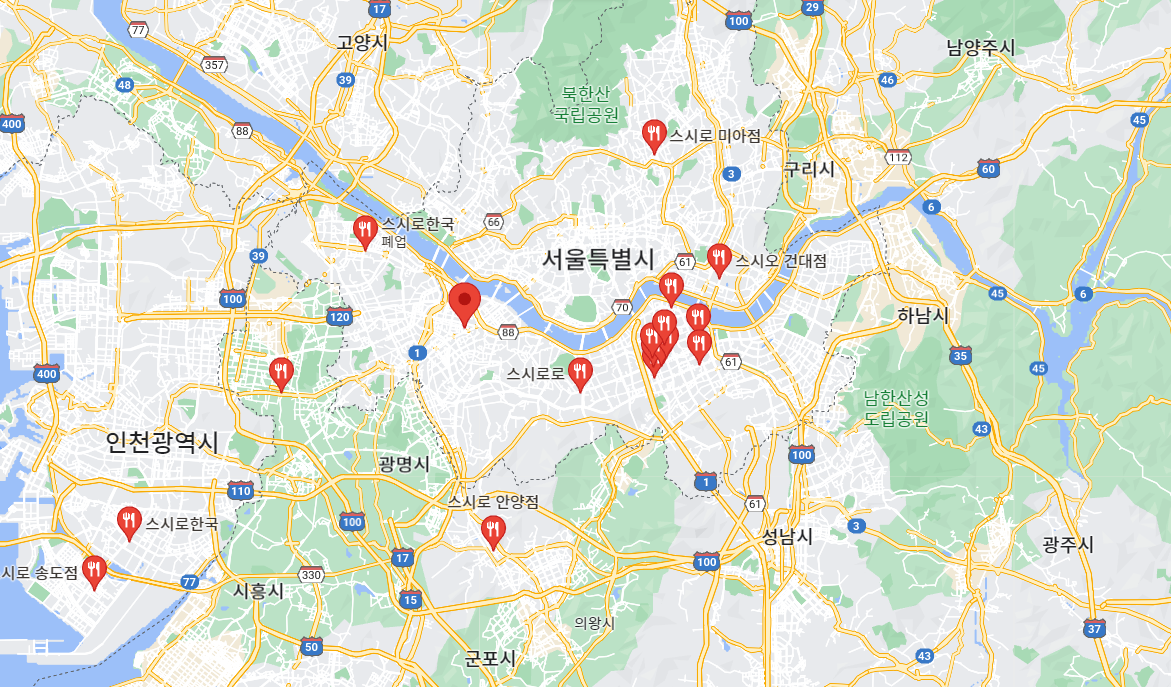 17
100
29
77
고양시
남양주시
357
39
46
48
북한산
국립공원
45
400
88
스시로 미아점
112
구리시
60
3
6
66
스시로한국
폐업
39
서울특별시
61
스시오 건대점
100
70
45
6
120
88
하남시
1
61
35
400
스시로로
45
남한산성
도립공원
43
인천광역시
광명시
100
110
1
스시로 안양점
61
100
스시로한국
3
성남시
광주시
17
100
시로 송도점
330
77
시흥시
15
의왕시
37
50
군포시
43